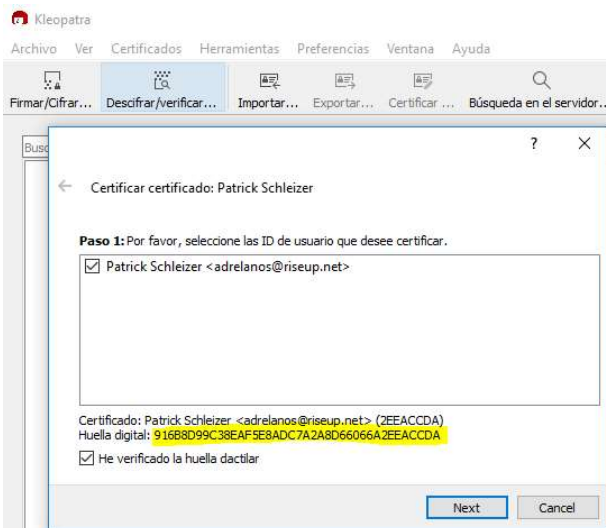 Kleopatra
Archivo Ver Certificados Herramientas Preferencias Ventana Ayuda
Firmar/Cifrar... Descifrar/verificar... Importar... Exportar... Certificar ... Búsqueda en el servidor..
Busc
? X
Certificar certificado: Patrick Schleizer
Paso 1: Por favor, seleccione las ID de usuario que desee certificar.
Patrick Schleizer <adrelanos@riseup.net>
Certificado: Patrick Schleizer <adrelanos@riseup.net> (2EEACCDA)
Huella digital: 916B8D99C38EAF5E8ADC7A2A8D66066A2EEACCDA
He verificado la huella dactilar
Next Cancel